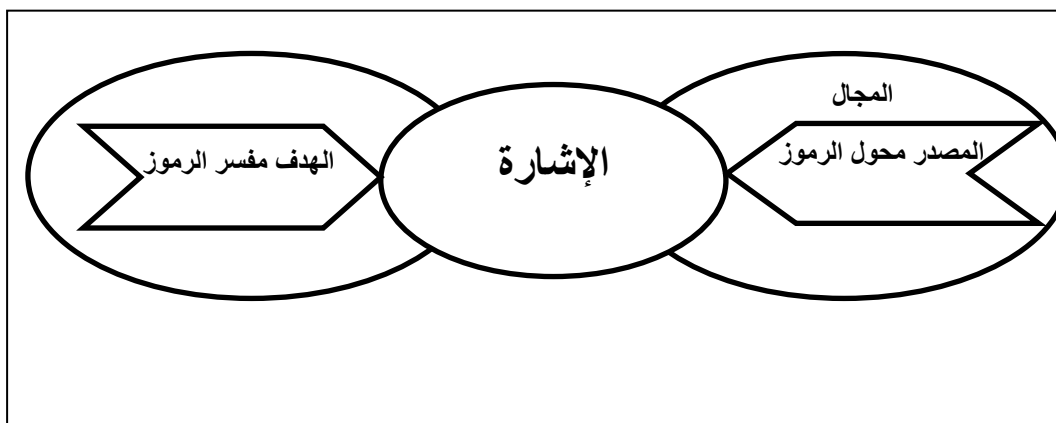 المجال
المصدر محول الرموز
الإشارة
الهدف مفسر الرموز